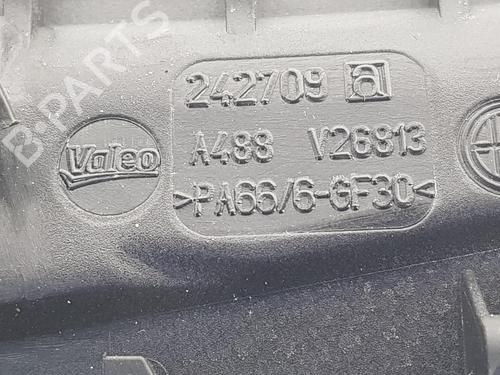 B-PARTS
242709 a
Valeo
A488 V26813
>PA66/6-GF30<